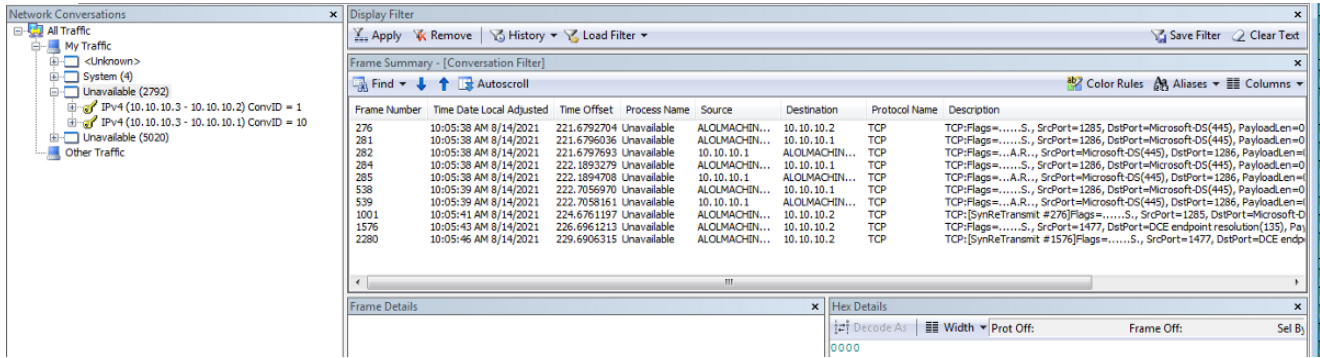 Network Conversations
All Traffic
My Traffic
<Unknown>
System (4)
Unavailable (2792)
IPv4 (10.10.10.3 - 10.10.10.2) ConvID = 1
IPv4 (10.10.10.3 - 10.10.10.1) ConvID = 10
Unavailable (5020)
Other Traffic
Display Filter
Apply Remove History Load Filter Save Filter Clear Text
Frame Summary - [Conversation Filter]
Find Autoscroll Color Rules Aliases Columns
Frame Number Time Date Local Adjusted Time Offset Process Name Source Destination Protocol Name Description
276 10:05:38 AM 8/14/2021 221.6792704 Unavailable ALOLMACHIN... 10.10.10.2 TCP TCP:Flags=......S., SrcPort=1285, DstPort=Microsoft-DS(445), PayloadLen=0
281 10:05:38 AM 8/14/2021 221.6796036 Unavailable ALOLMACHIN... 10.10.10.1 TCP TCP:Flags=......S., SrcPort=1286, DstPort=Microsoft-DS(445), PayloadLen=0
282 10:05:38 AM 8/14/2021 221.6797693 Unavailable 10.10.10.1 ALOLMACHIN... TCP TCP:Flags=...A.R.., SrcPort=Microsoft-DS(445), DstPort=1286, PayloadLen=
284 10:05:38 AM 8/14/2021 222.1893279 Unavailable ALOLMACHIN... 10.10.10.1 TCP TCP:Flags=......S., SrcPort=1286, DstPort=Microsoft-DS(445), PayloadLen=0
285 10:05:38 AM 8/14/2021 222.1894708 Unavailable 10.10.10.1 ALOLMACHIN... TCP TCP:Flags=...A.R.., SrcPort=Microsoft-DS(445), DstPort=1286, PayloadLen=
538 10:05:39 AM 8/14/2021 222.7056970 Unavailable ALOLMACHIN... 10.10.10.1 TCP TCP:Flags=......S., SrcPort=1286, DstPort=Microsoft-DS(445), PayloadLen=0
539 10:05:39 AM 8/14/2021 222.7058161 Unavailable 10.10.10.1 ALOLMACHIN... TCP TCP:Flags=...A.R.., SrcPort=Microsoft-DS(445), DstPort=1286, PayloadLen=
1001 10:05:41 AM 8/14/2021 224.6761197 Unavailable ALOLMACHIN... 10.10.10.2 TCP TCP:[SynReTransmit #276]Flags=......S., SrcPort=1285, DstPort=Microsoft-D
1576 10:05:43 AM 8/14/2021 226.6961213 Unavailable ALOLMACHIN... 10.10.10.2 TCP TCP:Flags=......S., SrcPort=1477, DstPort=DCE endpoint resolution(135), Pay
2280 10:05:46 AM 8/14/2021 229.6906315 Unavailable ALOLMACHIN... 10.10.10.2 TCP TCP:[SynReTransmit #1576]Flags=......S., SrcPort=1477, DstPort=DCE endp
Frame Details
Hex Details
Decode As Width Prot Off: Frame Off: Sel By
0000